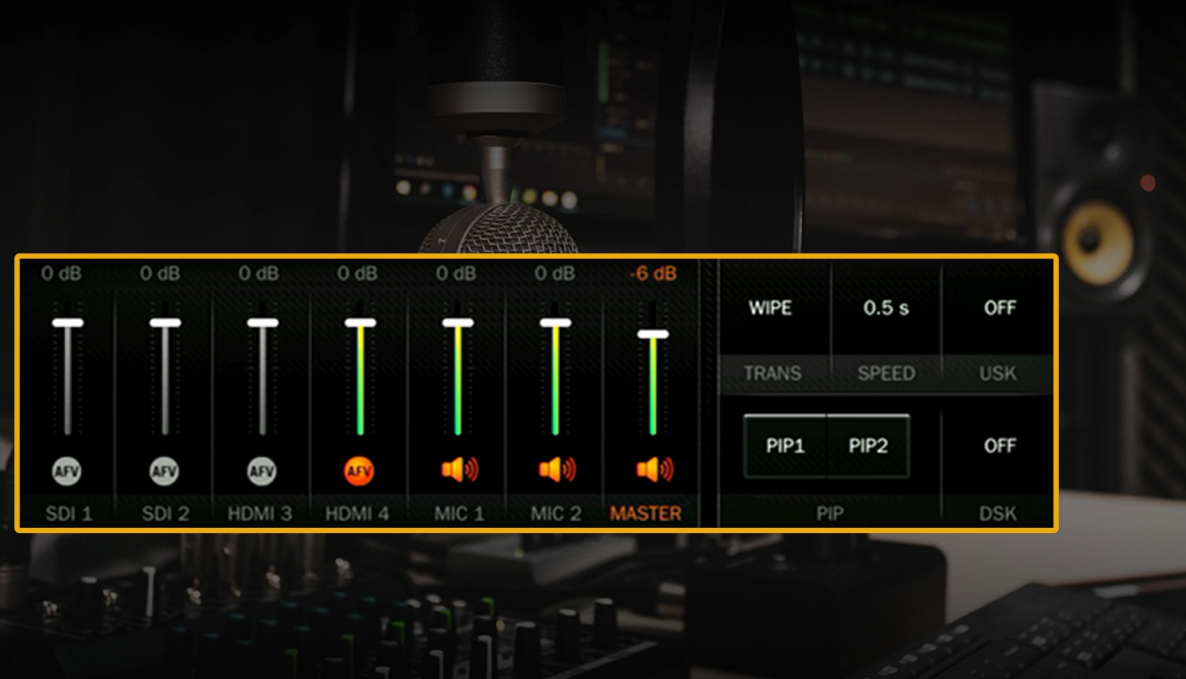 0 dB 0 dB 0 dB 0 dB 0 dB 0 dB -6 dB
AFV AFV AFV AFV
SDI 1 SDI 2 HDMI 3 HDMI 4 MIC 1 MIC 2 MASTER
WIPE 0.5 s OFF
TRANS SPEED USK
PIP1 PIP2 OFF
PIP DSK